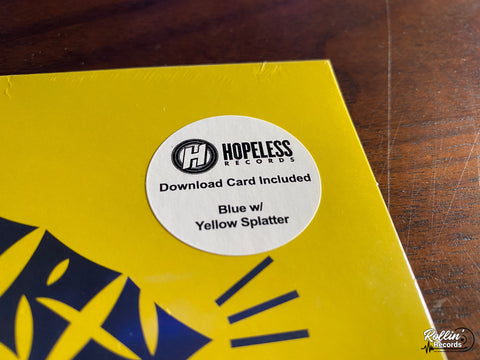 H HOPELESS
RECORDS
Download Card Included
Blue w/
Yellow Splatter
Rollin'
Records